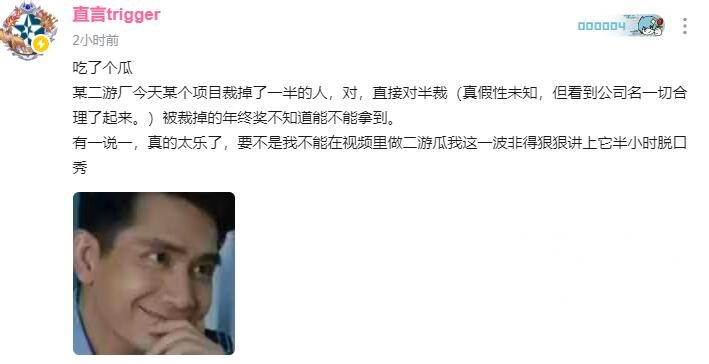 直言trigger
2小时前
000004
吃了个瓜
某二游厂今天某个项目裁掉了一半的人，对，直接对半裁（真假性未知，但看到公司名一切合
理了起来。）被裁掉的年终奖不知道能不能拿到。
有一说一，真的太乐了，要不是我不能在视频里做二游瓜我这一波非得狠狠讲上它半小时脱口
秀